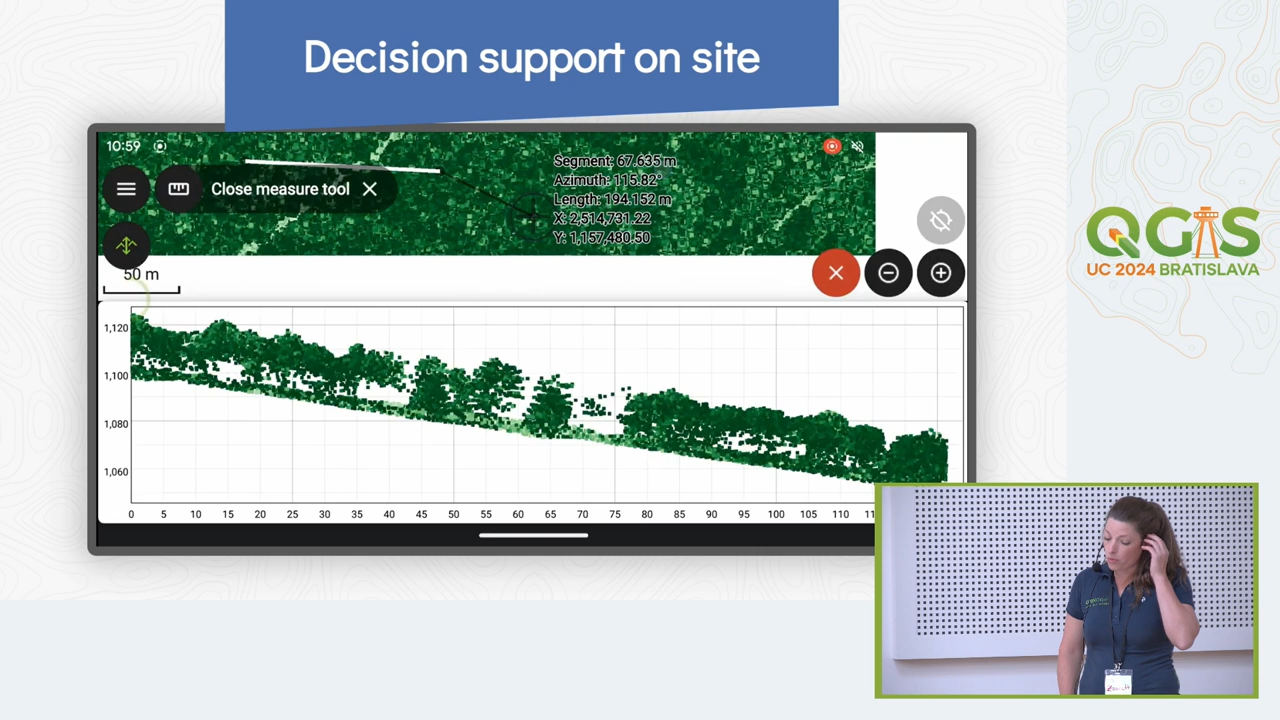 Decision support on site
10:59
Close measure tool
Segment: 67.635 m
Azimuth: 115.82°
Length: 194.152 m
X: 2,514,731.22
Y: 1,157,480.50
50 m
1,120
1,100
1,080
1,060
0 5 10 15 20 25 30 35 40 45 50 55 60 65 70 75 80 85 90 95 100 105 110
QGIS
UC 2024 BRATISLAVA